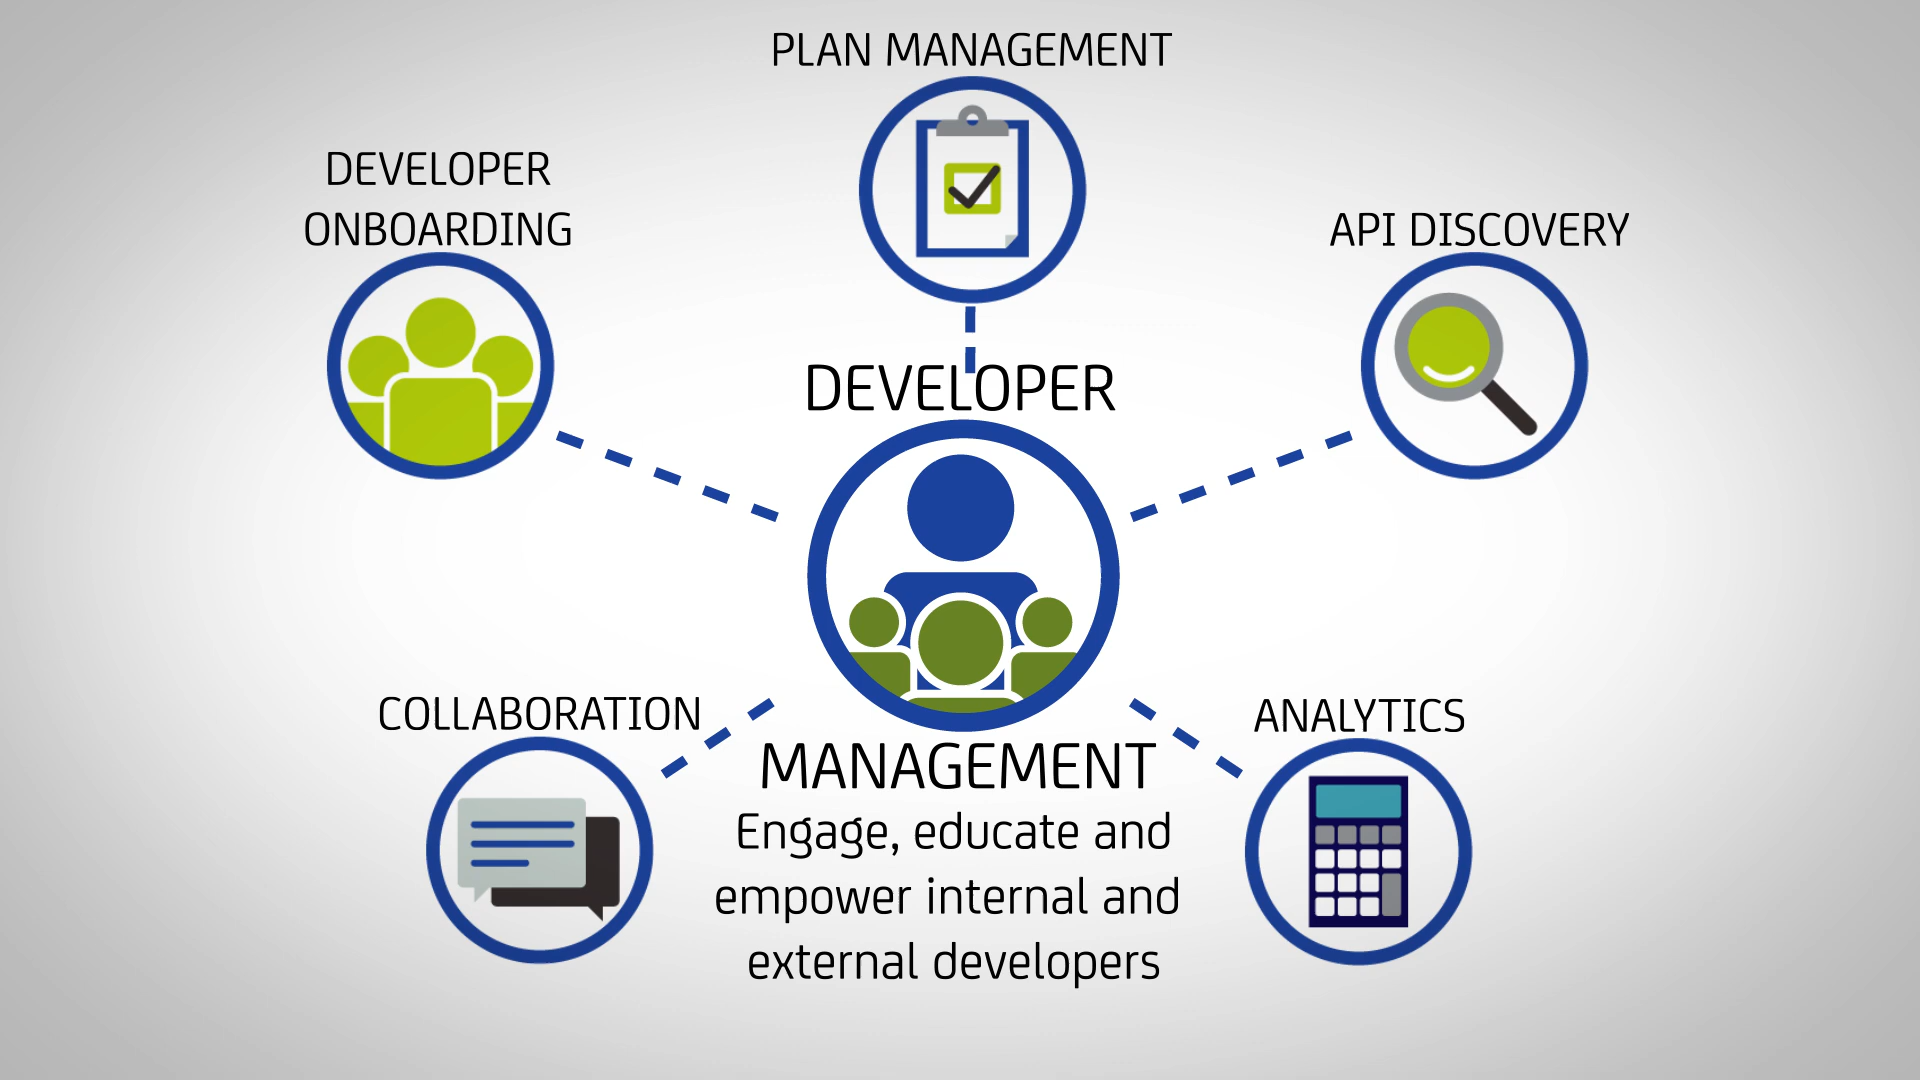 PLAN MANAGEMENT
DEVELOPER
ONBOARDING
API DISCOVERY
DEVELOPER
MANAGEMENT
Engage, educate and
empower internal and
external developers
COLLABORATION
ANALYTICS